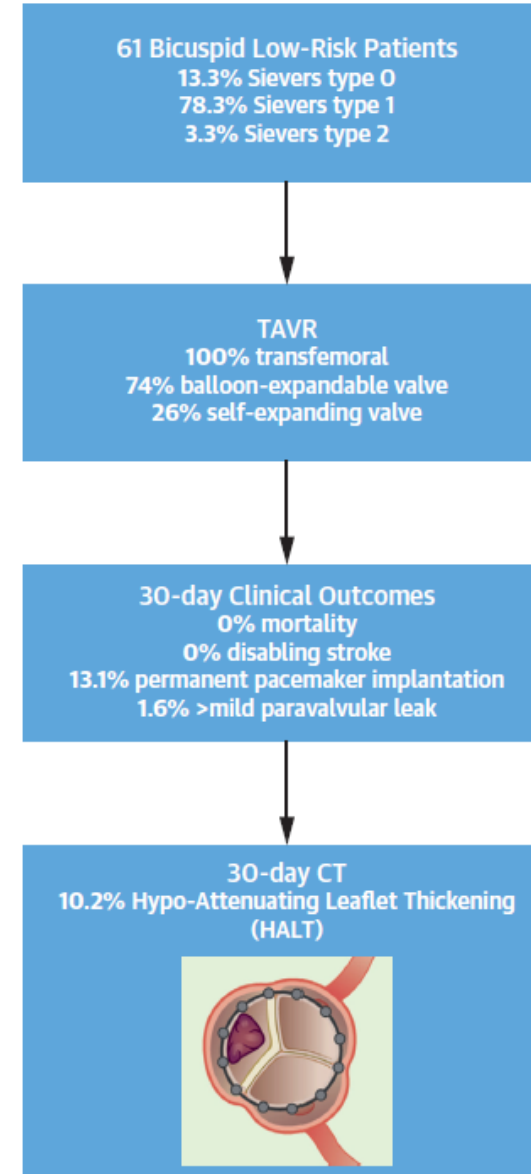 61 Bicuspid Low-Risk Patients
13.3% Sievers type 0
78.3% Sievers type 1
3.3% Sievers type 2
TAVR
100% transfemoral
74% balloon-expandable valve
26% self-expanding valve
30-day Clinical Outcomes
0% mortality
0% disabling stroke
13.1% permanent pacemaker implantation
1.6% >mild paravalvular leak
30-day CT
10.2% Hypo-Attenuating Leaflet Thickening
(HALT)